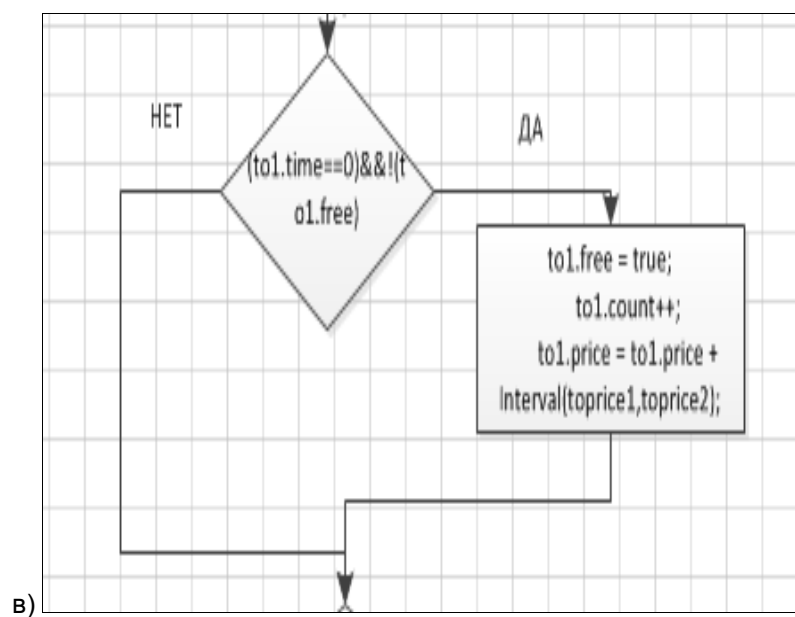 НЕТ
ДА
(to1.time==0)&&!(t
o1.free)
to1.free = true;
to1.count++;
to1.price = to1.price +
Interval(toprice1,toprice2);
в)